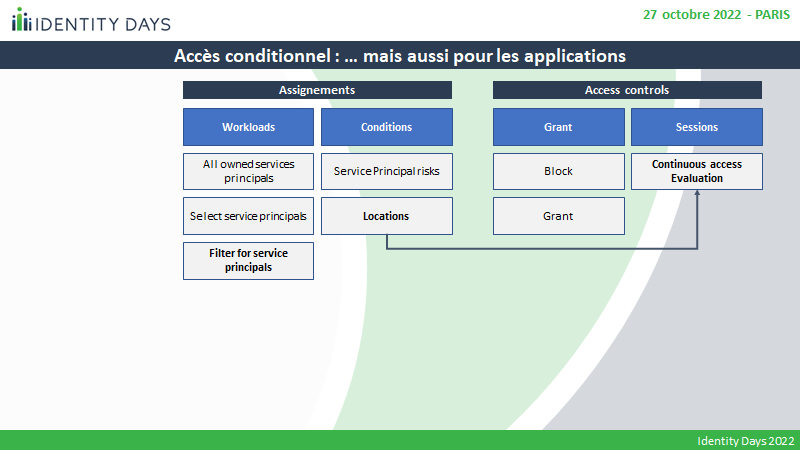 IDENTITY DAYS
27 octobre 2022 - PARIS
Accès conditionnel : … mais aussi pour les applications
Assignements
Access controls
Workloads
Conditions
Grant
Sessions
All owned services
principals
Service Principal risks
Block
Continuous access
Evaluation
Select service principals
Locations
Grant
Filter for service
principals
Identity Days 2022